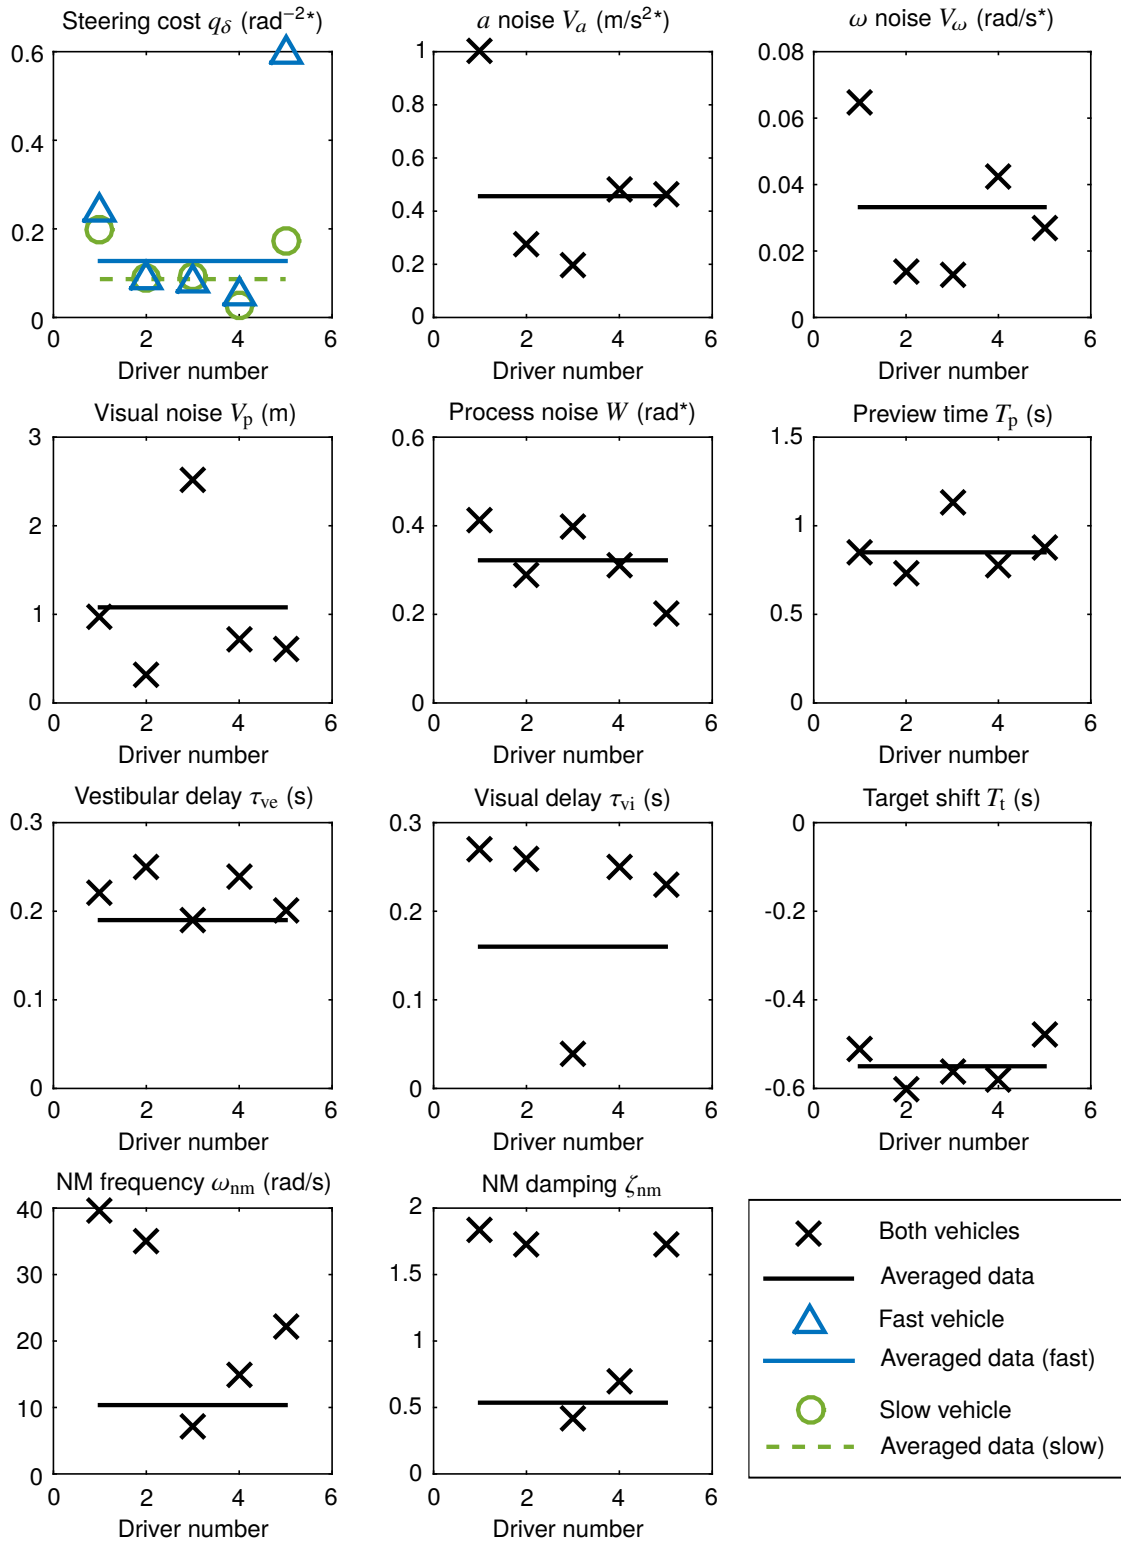 Steering cost qδ (rad⁻²*)
0.6
0.4
0.2
0
0 2 4 6
Driver number
a noise Va (m/s²*)
1
0.8
0.6
0.4
0.2
0
0 2 4 6
Driver number
ω noise Vω (rad/s*)
0.08
0.06
0.04
0.02
0
0 2 4 6
Driver number
Visual noise Vp (m)
3
2
1
0
0 2 4 6
Driver number
Process noise W (rad*)
0.6
0.4
0.2
0
0 2 4 6
Driver number
Preview time Tp (s)
1.5
1
0.5
0
0 2 4 6
Driver number
Vestibular delay τve (s)
0.3
0.2
0.1
0
0 2 4 6
Driver number
Visual delay τvi (s)
0.3
0.2
0.1
0
0 2 4 6
Driver number
Target shift Tt (s)
0
-0.2
-0.4
-0.6
0 2 4 6
Driver number
NM frequency ωnm (rad/s)
40
30
20
10
0
0 2 4 6
Driver number
NM damping ζnm
2
1.5
1
0.5
0
0 2 4 6
Driver number
Both vehicles
Averaged data
Fast vehicle
Averaged data (fast)
Slow vehicle
Averaged data (slow)